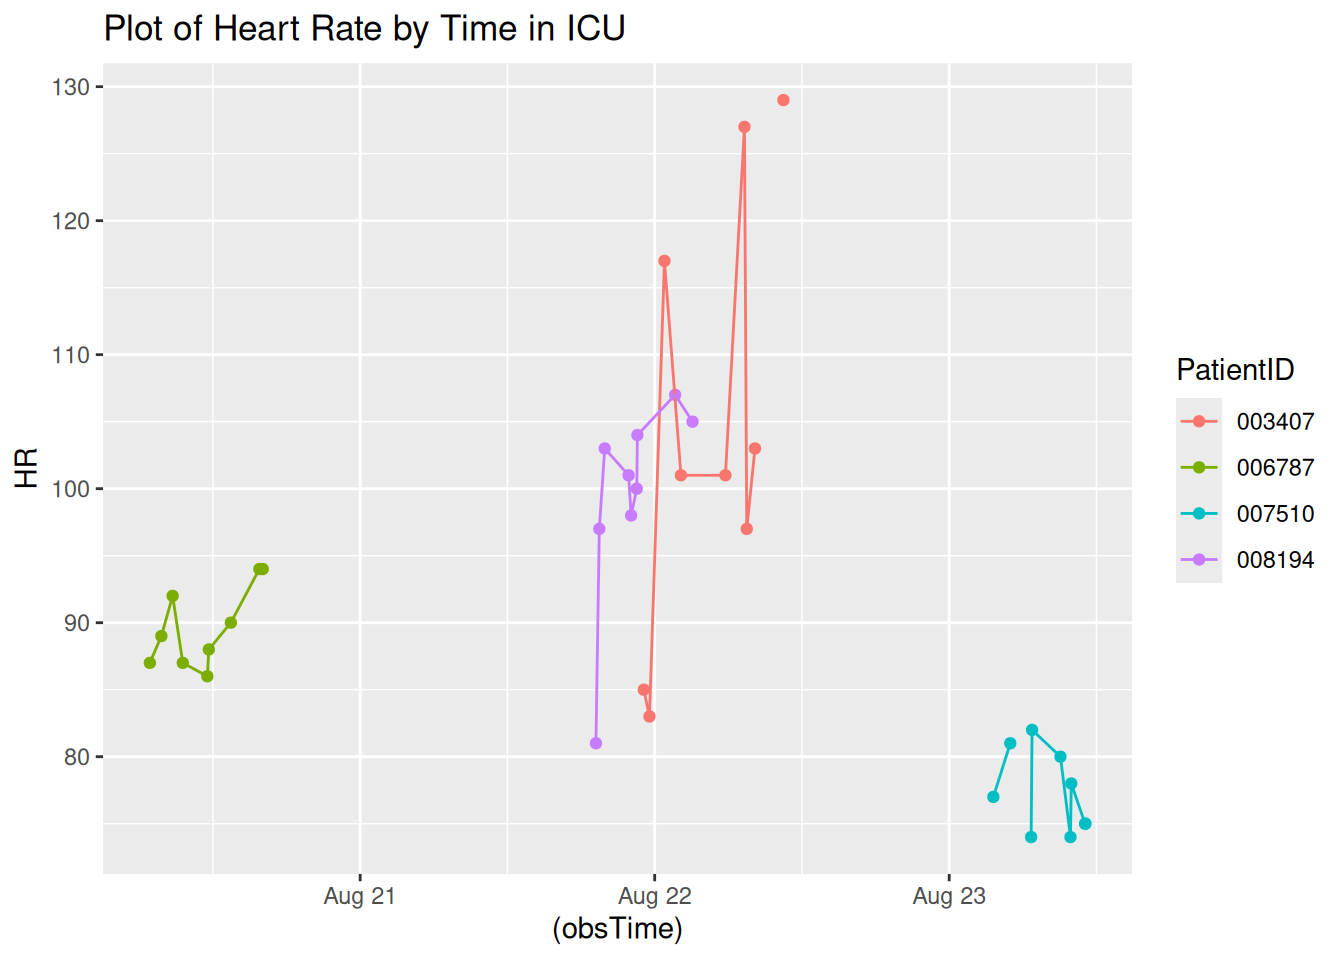 Plot of Heart Rate by Time in ICU
130
120
110
100
90
80
HR
Aug 21
Aug 22
Aug 23
(obsTime)
PatientID
003407
006787
007510
008194